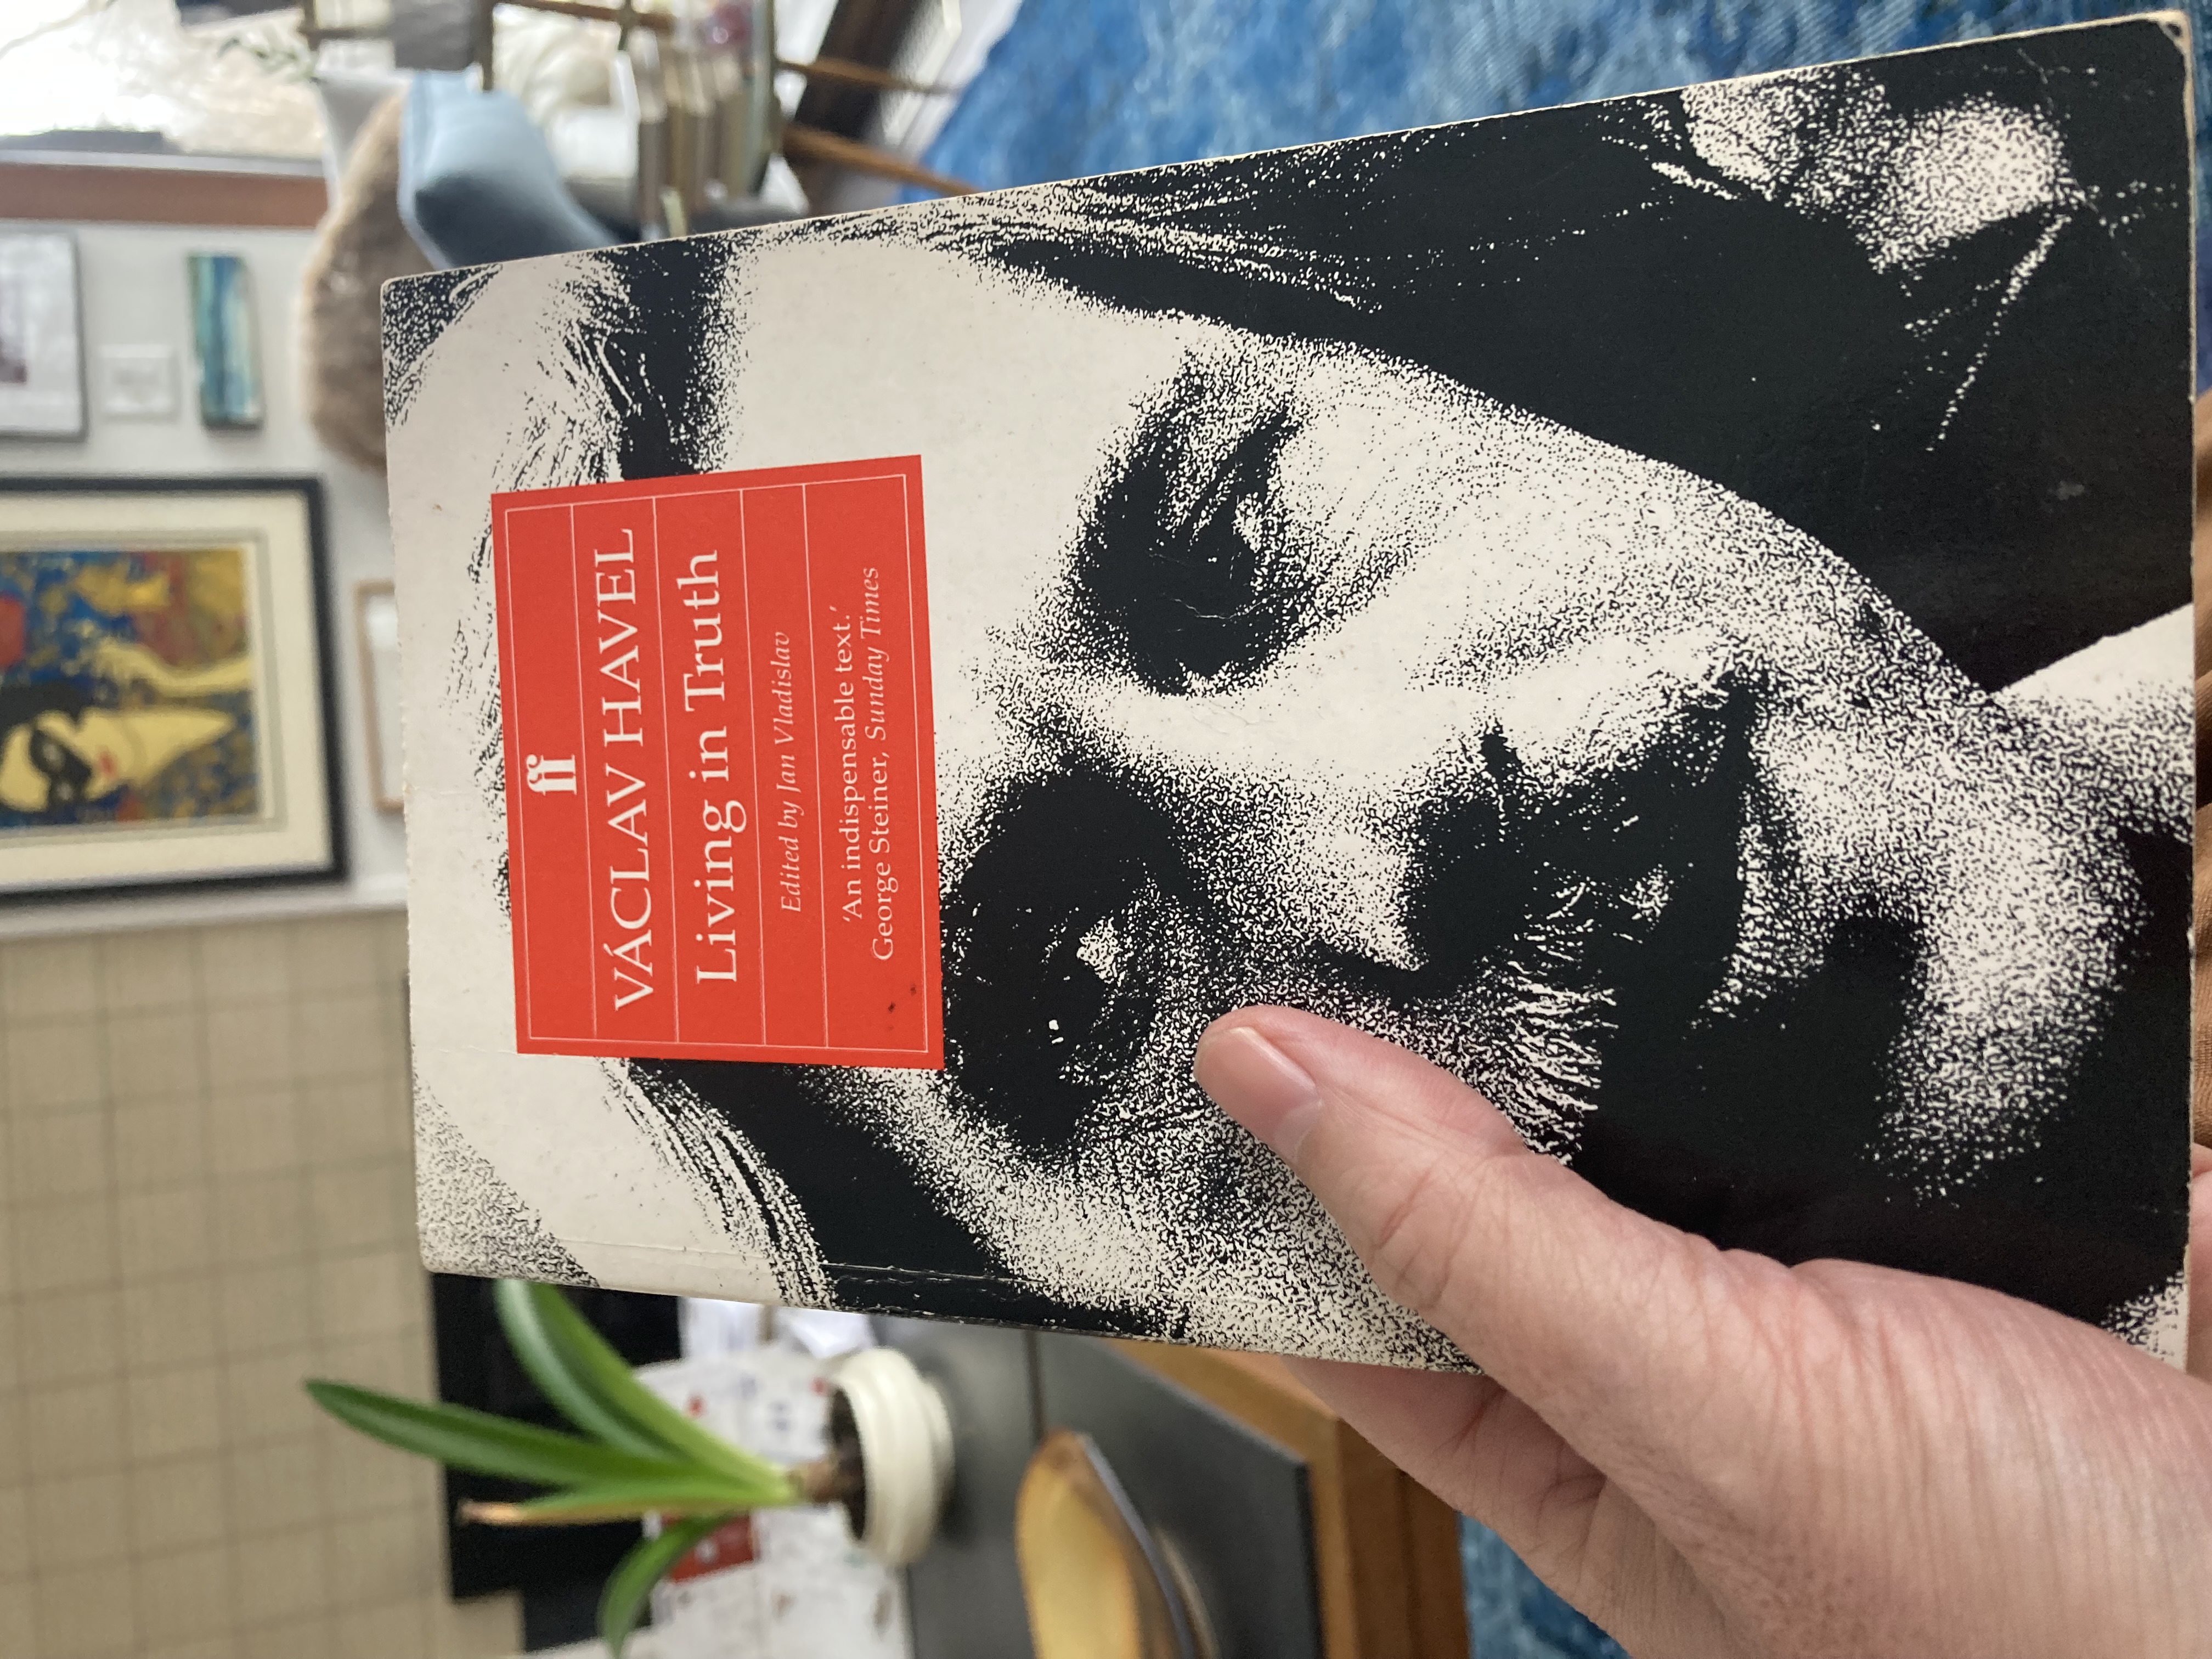 ff
VÁCLAV HAVEL
Living in Truth
Edited by Jan Vladislav
‘An indispensable text.’
George Steiner, Sunday Times